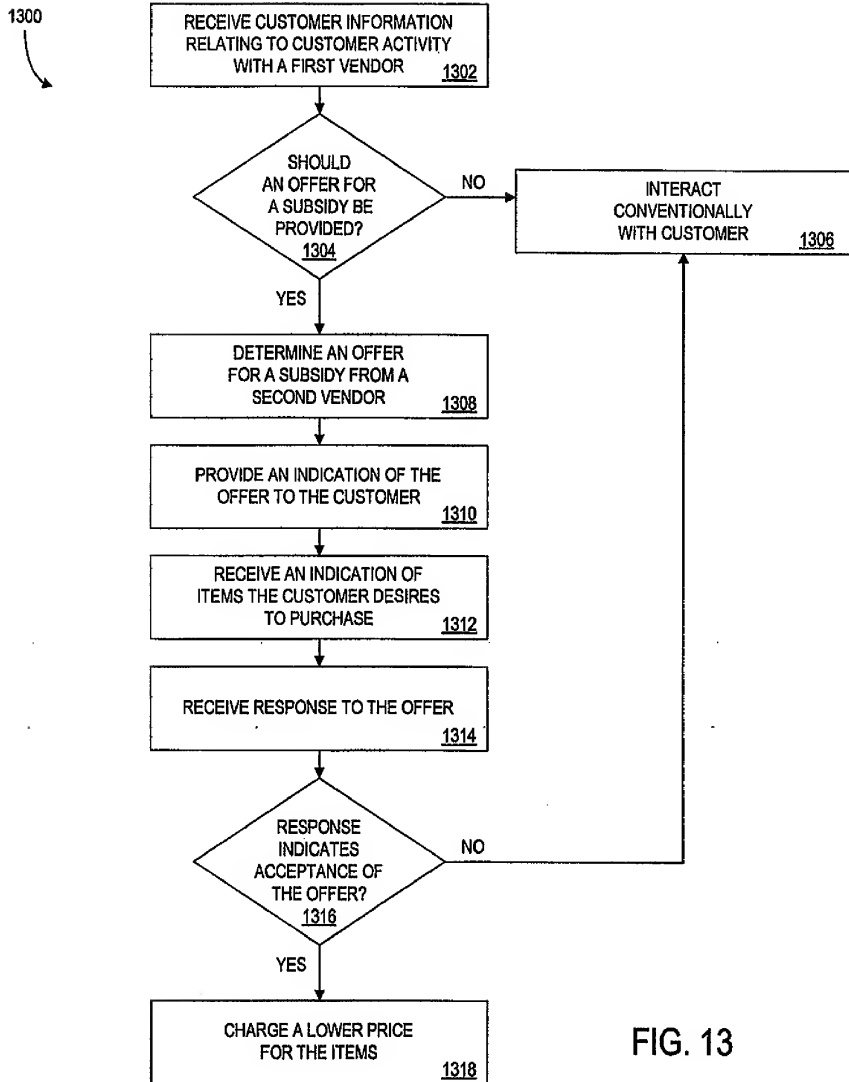 1300
RECEIVE CUSTOMER INFORMATION
RELATING TO CUSTOMER ACTIVITY
WITH A FIRST VENDOR
1302
SHOULD
AN OFFER FOR
A SUBSIDY BE
PROVIDED?
1304
NO
INTERACT
CONVENTIONALLY
WITH CUSTOMER
1306
YES
DETERMINE AN OFFER
FOR A SUBSIDY FROM A
SECOND VENDOR
1308
PROVIDE AN INDICATION OF THE
OFFER TO THE CUSTOMER
1310
RECEIVE AN INDICATION OF
ITEMS THE CUSTOMER DESIRES
TO PURCHASE
1312
RECEIVE RESPONSE TO THE OFFER
1314
RESPONSE
INDICATES
ACCEPTANCE OF
THE OFFER?
1316
NO
YES
CHARGE A LOWER PRICE
FOR THE ITEMS
1318
FIG. 13